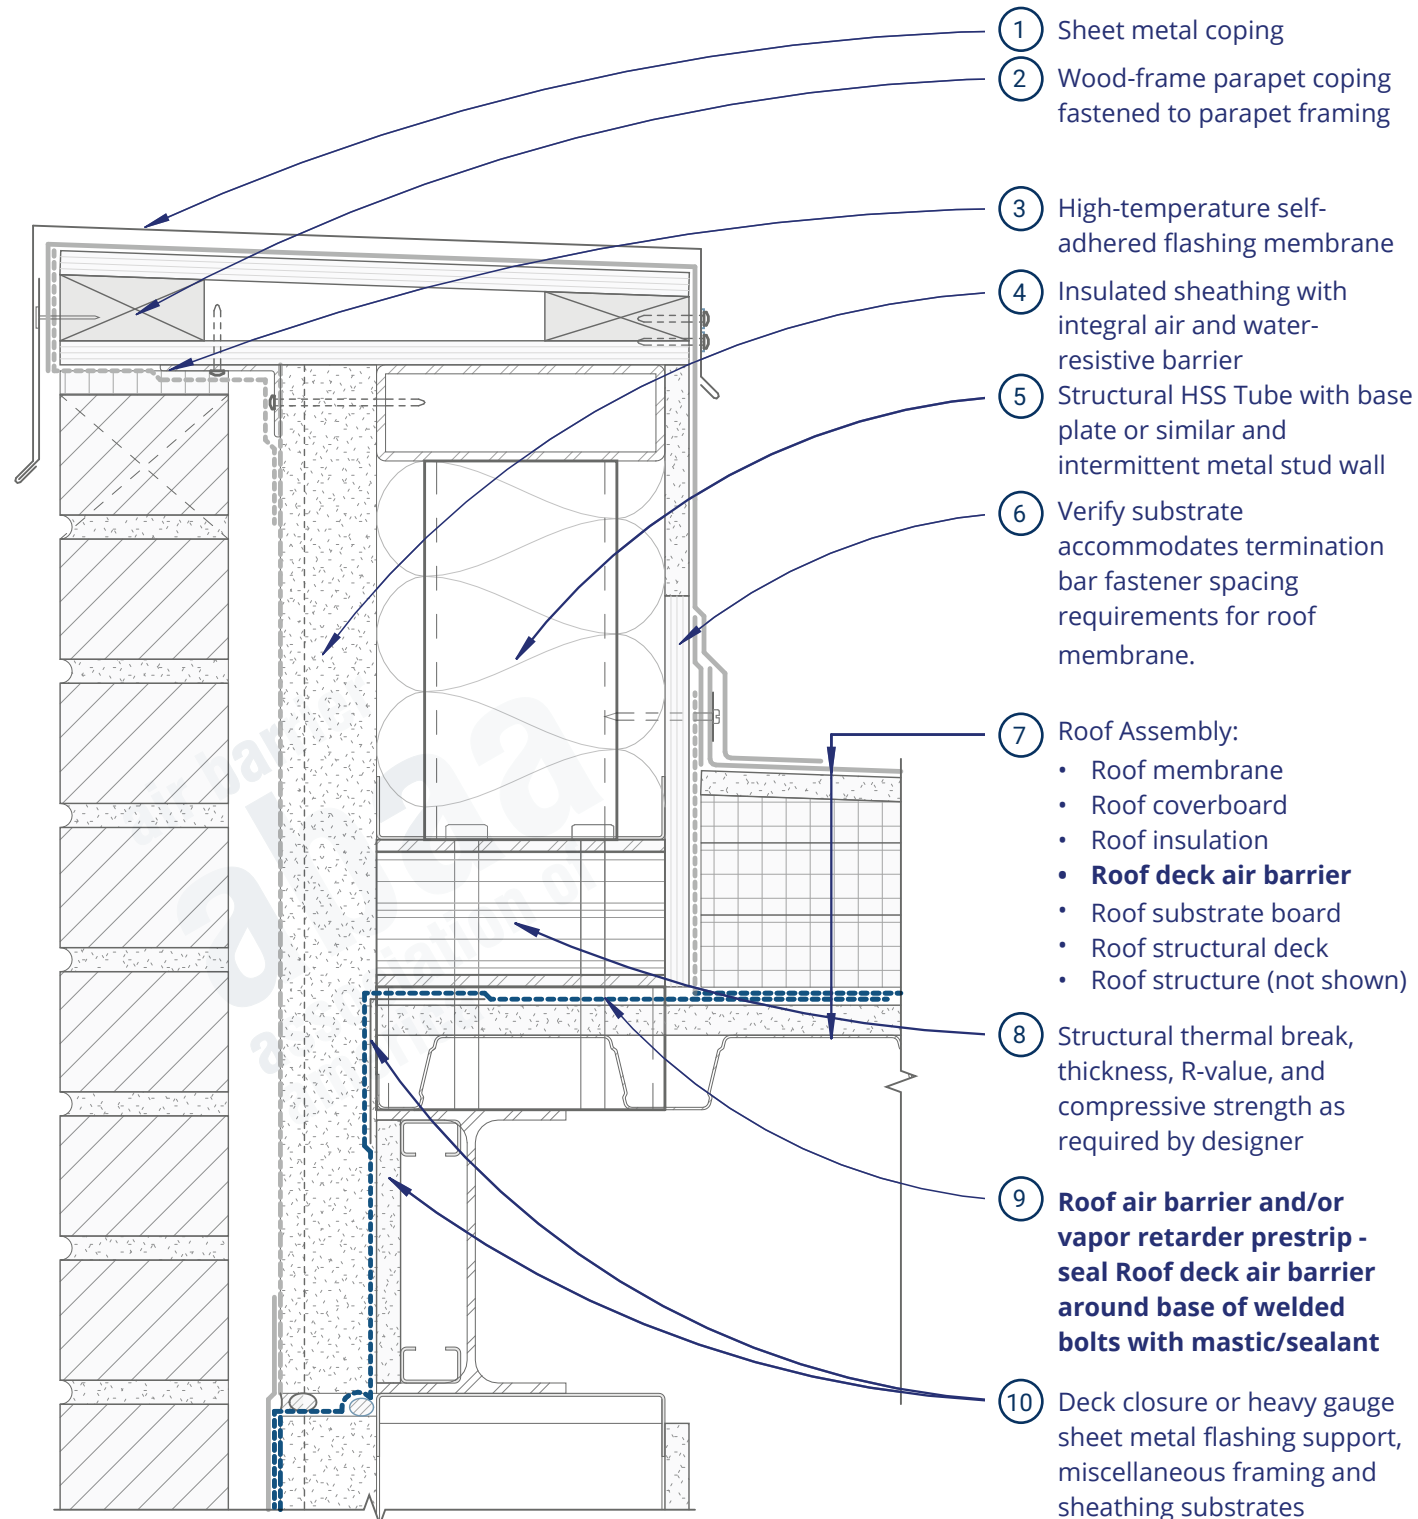 1 Sheet metal coping
2 Wood-frame parapet coping
fastened to parapet framing
3 High-temperature self-
adhered flashing membrane
4 Insulated sheathing with
integral air and water-
resistive barrier
5 Structural HSS Tube with base
plate or similar and
intermittent metal stud wall
6 Verify substrate
accommodates termination
bar fastener spacing
requirements for roof
membrane.
7 Roof Assembly:
• Roof membrane
• Roof coverboard
• Roof insulation
• Roof deck air barrier
• Roof substrate board
• Roof structural deck
• Roof structure (not shown)
8 Structural thermal break,
thickness, R-value, and
compressive strength as
required by designer
9 Roof air barrier and/or
vapor retarder prestrip -
seal Roof deck air barrier
around base of welded
bolts with mastic/sealant
10 Deck closure or heavy gauge
sheet metal flashing support,
miscellaneous framing and
sheathing substrates
abaa